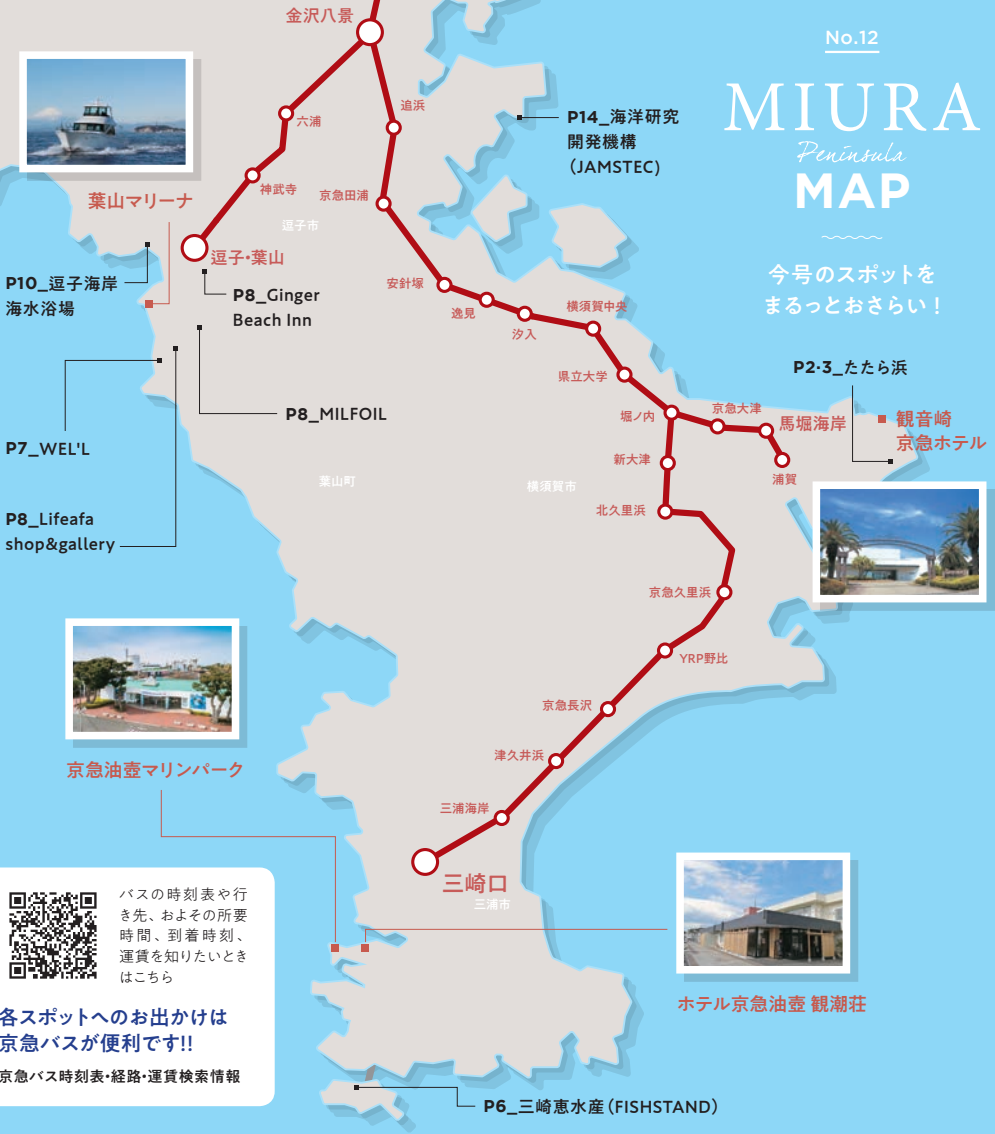 No.12
MIURA
Peninsula
MAP
今号のスポットを
まるっとおさらい！
金沢八景
六浦
追浜
P14_海洋研究
開発機構
（JAMSTEC）
神武寺
京急田浦
葉山マリーナ
逗子市
逗子・葉山
P10_逗子海岸
海水浴場
P8_Ginger
Beach Inn
安針塚
逸見
汐入
横須賀中央
県立大学
P2・3_たたら浜
堀ノ内
京急大津
馬堀海岸
観音崎
京急ホテル
P8_MILFOIL
P7_WEL'L
新大津
浦賀
葉山町
横須賀市
北久里浜
P8_Lifeafa
shop&gallery
京急久里浜
YRP野比
京急長沢
津久井浜
京急油壺マリンパーク
三浦海岸
三崎口
三浦市
バスの時刻表や行
き先、およその所要
時間、到着時刻、
運賃を知りたいとき
はこちら
各スポットへのお出かけは
京急バスが便利です!!
京急バス時刻表・経路・運賃検索情報
ホテル京急油壺 観潮荘
P6_三崎恵水産（FISHSTAND）